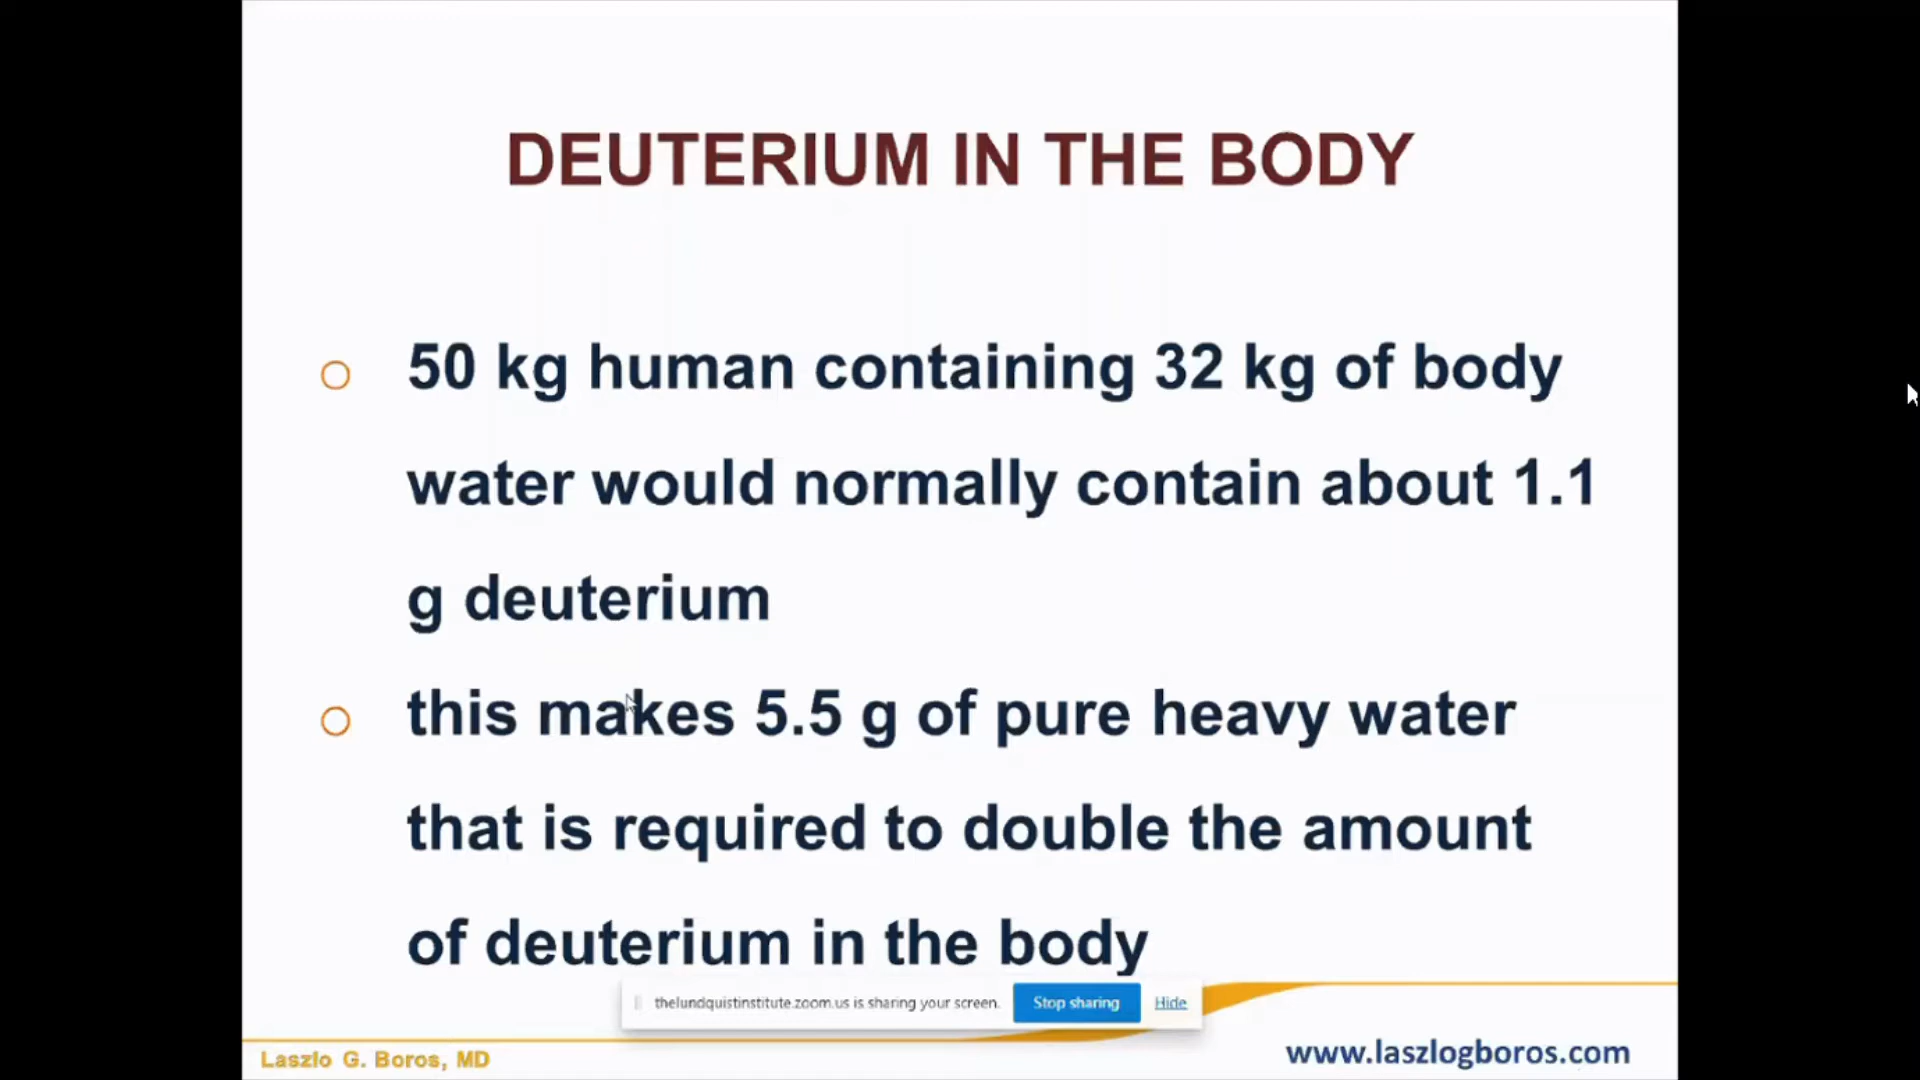 DEUTERIUM IN THE BODY
50 kg human containing 32 kg of body
water would normally contain about 1.1
g deuterium
this makes 5.5 g of pure heavy water
that is required to double the amount
of deuterium in the body
thelundquistinstitute.zoom.us is sharing your screen. Stop sharing Hide
Laszlo G. Boros, MD
www.laszlogboros.com